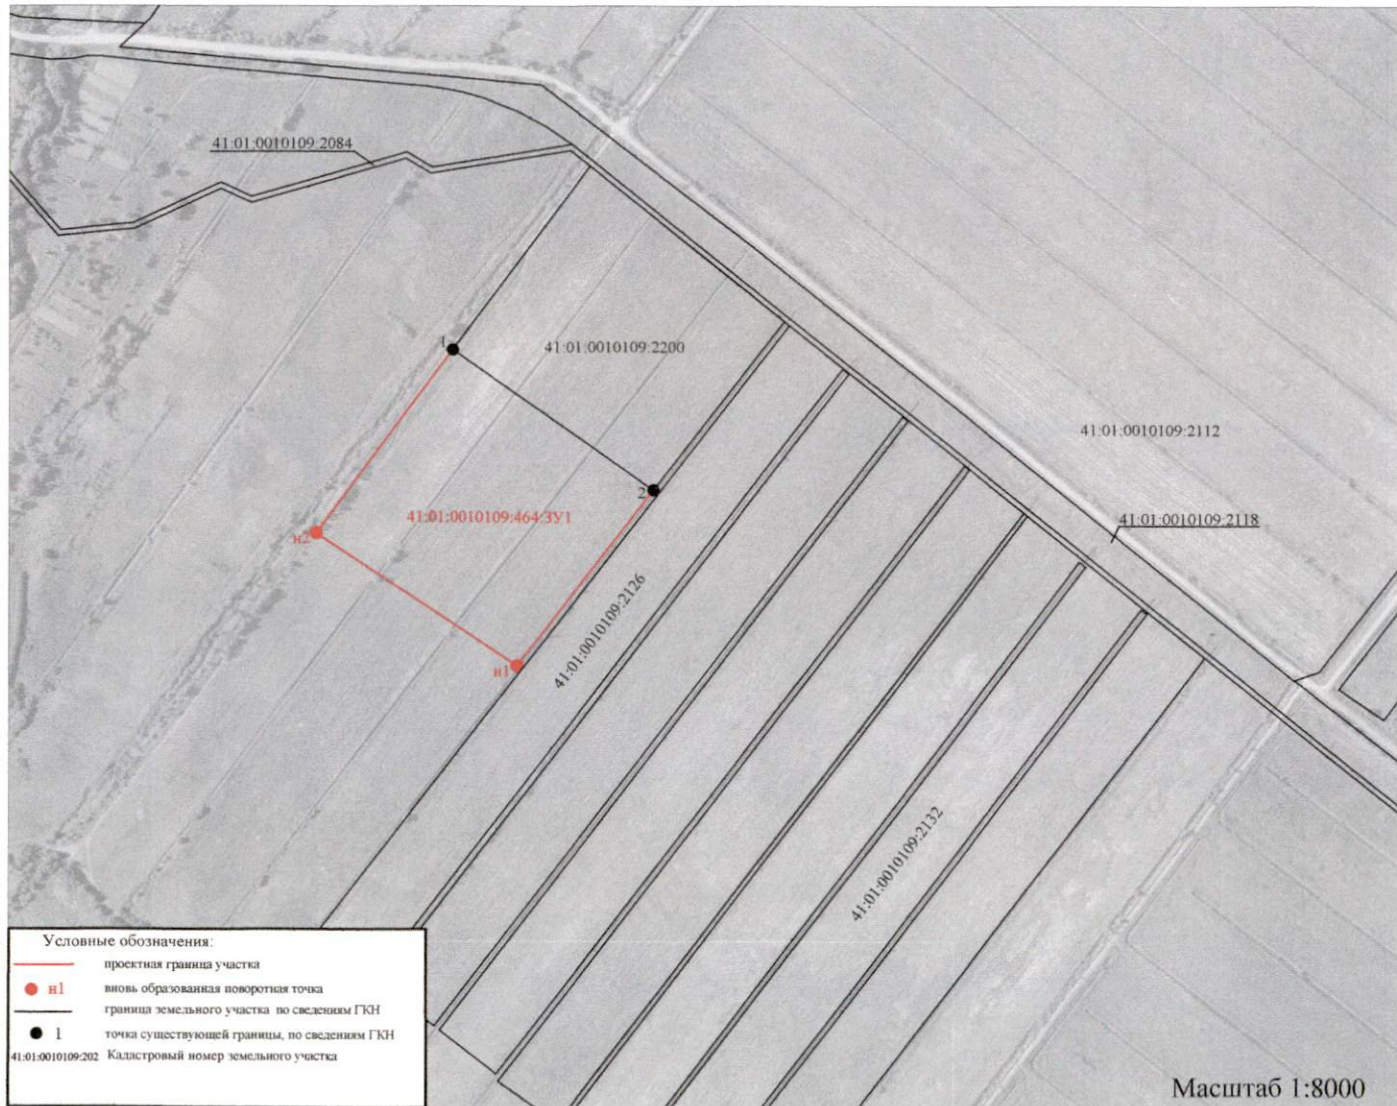 41:01:0010109:2084
1
41:01:0010109:2200
41:01:0010109:2112
2
41:01:0010109:464:ЗУ1
41:01:0010109:2118
н2
41:01:0010109:2126
н1
41:01:0010109:2132
Условные обозначения:
проектная граница участка
н1 вновь образованная поворотная точка
граница земельного участка по сведениям ГКН
1 точка существующей границы, по сведениям ГКН
41:01:0010109:202 Кадастровый номер земельного участка
Масштаб 1:8000